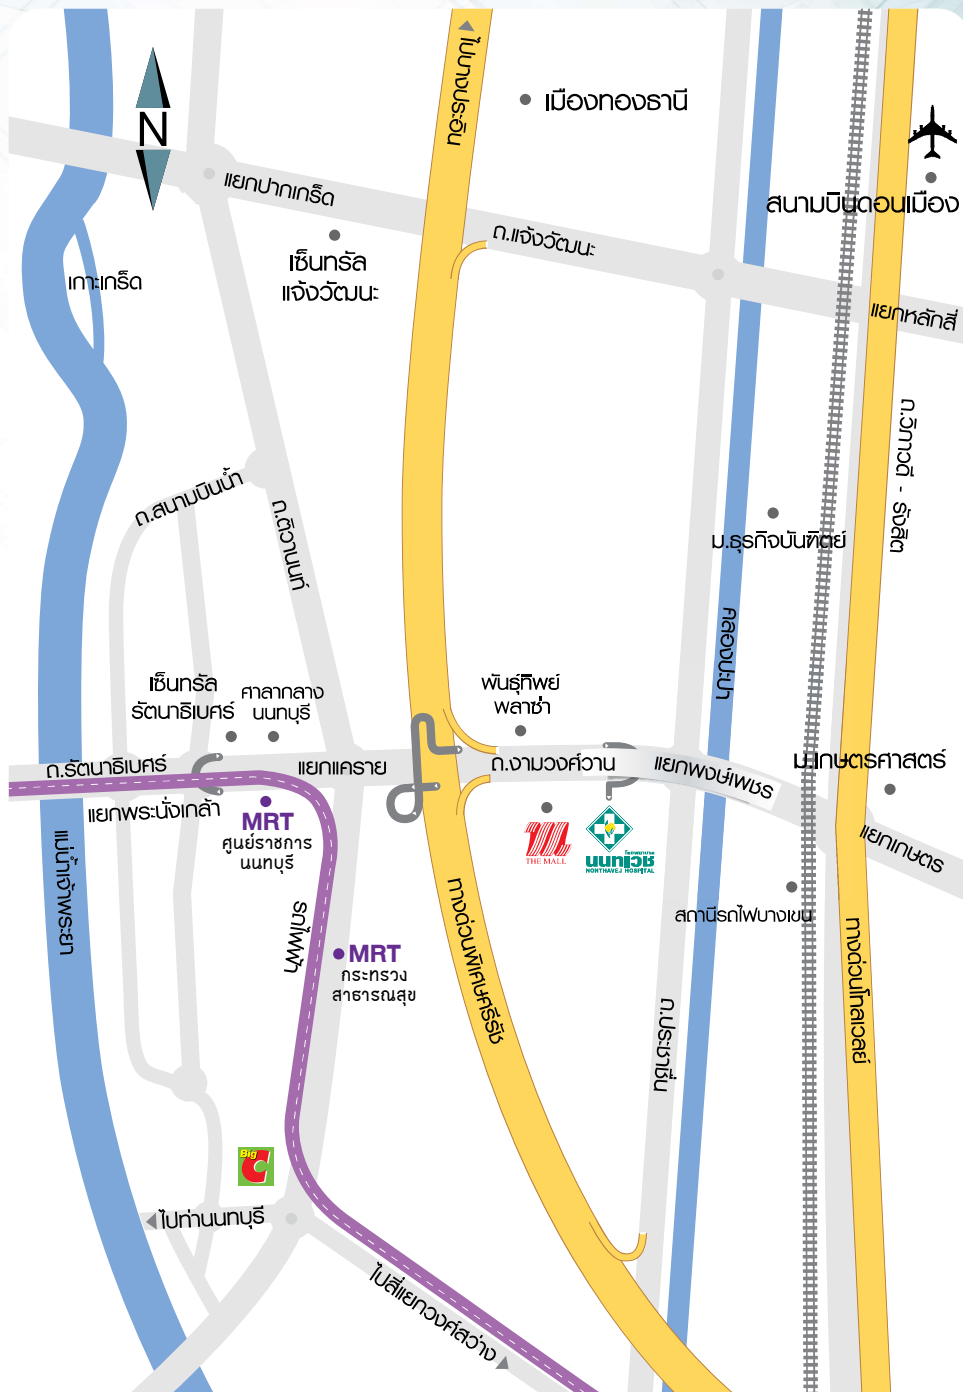 ไปบางปะอิน
เมืองทองธานี
N
สนามบินดอนเมือง
แยกปากเกร็ด
ถ.แจ้งวัฒนะ
เซ็นทรัล
แจ้งวัฒนะ
เกาะเกร็ด
แยกหลักสี่
ถ.วิภาวดี - รังสิต
ถ.สนามบินน้ำ
ถ.ติวานนท์
ม.ธุรกิจบันฑิตย์
คลองประปา
เซ็นทรัล
รัตนาธิเบศร์
ศาลากลาง
นนทบุรี
พันธุ์ทิพย์
พลาซ่า
ถ.รัตนาธิเบศร์
แยกแคราย
ถ.งามวงศ์วาน
แยกพงษ์เพชร
ม.เกษตรศาสตร์
แยกพระนั่งเกล้า
MRT
ศูนย์ราชการ
นนทบุรี
THE MALL
โรงพยาบาล
นนทเวช
NONTHAVEJ HOSPITAL
แยกเกษตร
แม่น้ำเจ้าพระยา
รถไฟฟ้า
MRT
กระทรวง
สาธารณสุข
ทางด่วนพิเศษศรีรัช
สถานีรถไฟบางเขน
ทางด่วนโทลเวลย์
ถ.ประชาชื่น
Big
C
ไปท่านนทบุรี
ไปสี่แยกวงศ์สว่าง